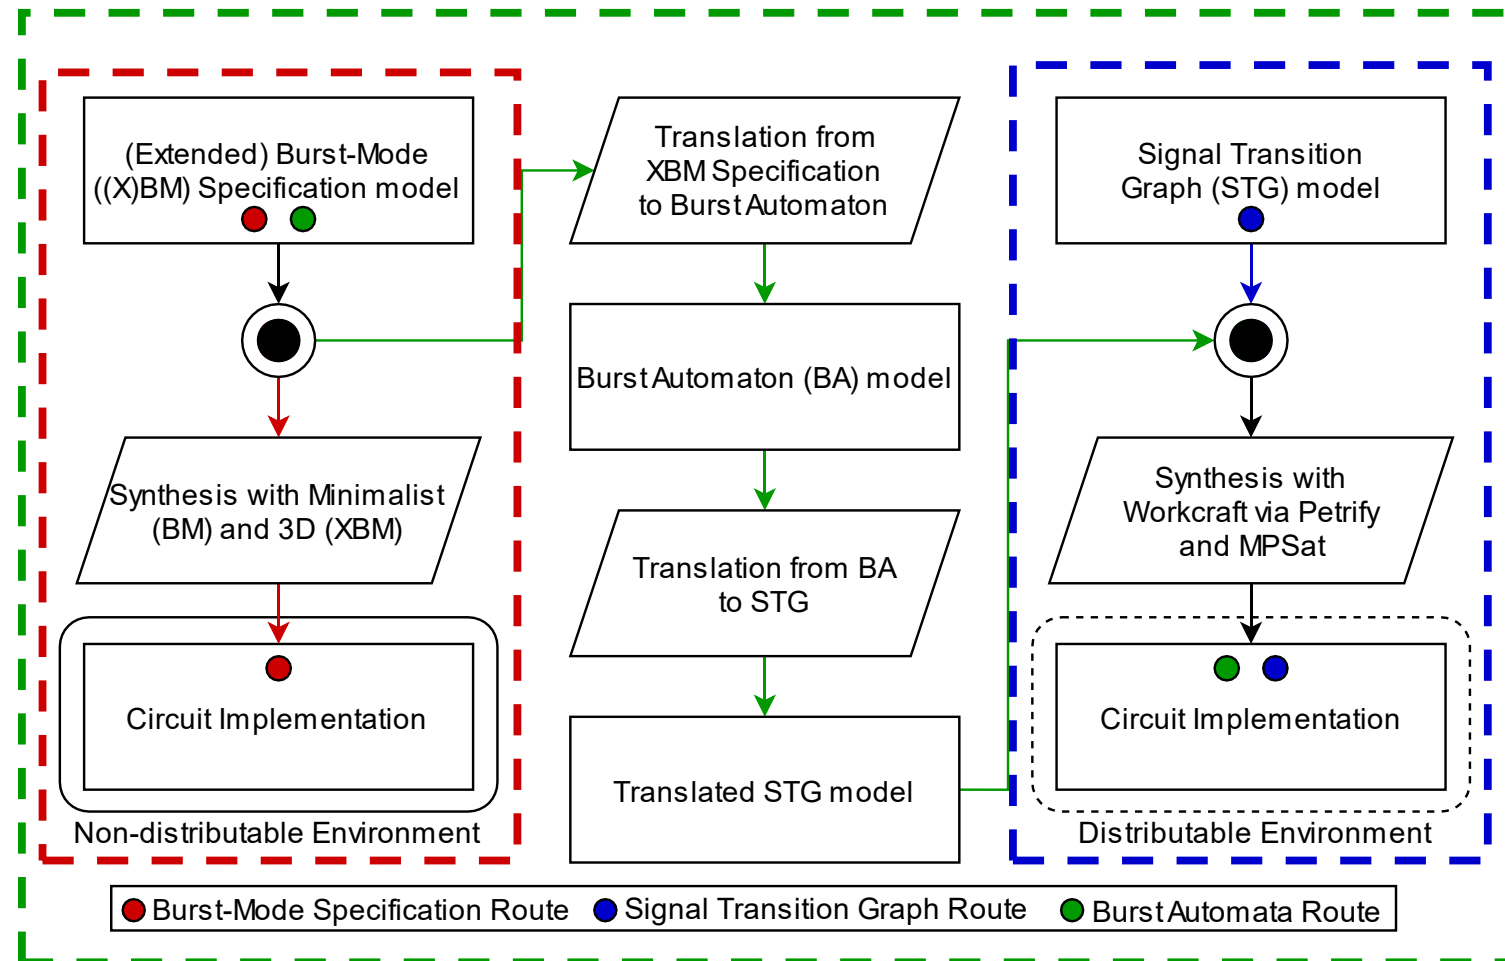 (Extended) Burst-Mode
((X)BM) Specification model
Synthesis with Minimalist
(BM) and 3D (XBM)
Circuit Implementation
Non-distributable Environment
Translation from
XBM Specification
to Burst Automaton
Burst Automaton (BA) model
Translation from BA
to STG
Translated STG model
Signal Transition
Graph (STG) model
Synthesis with
Workcraft via Petrify
and MPSat
Circuit Implementation
Distributable Environment
Burst-Mode Specification Route
Signal Transition Graph Route
Burst Automata Route